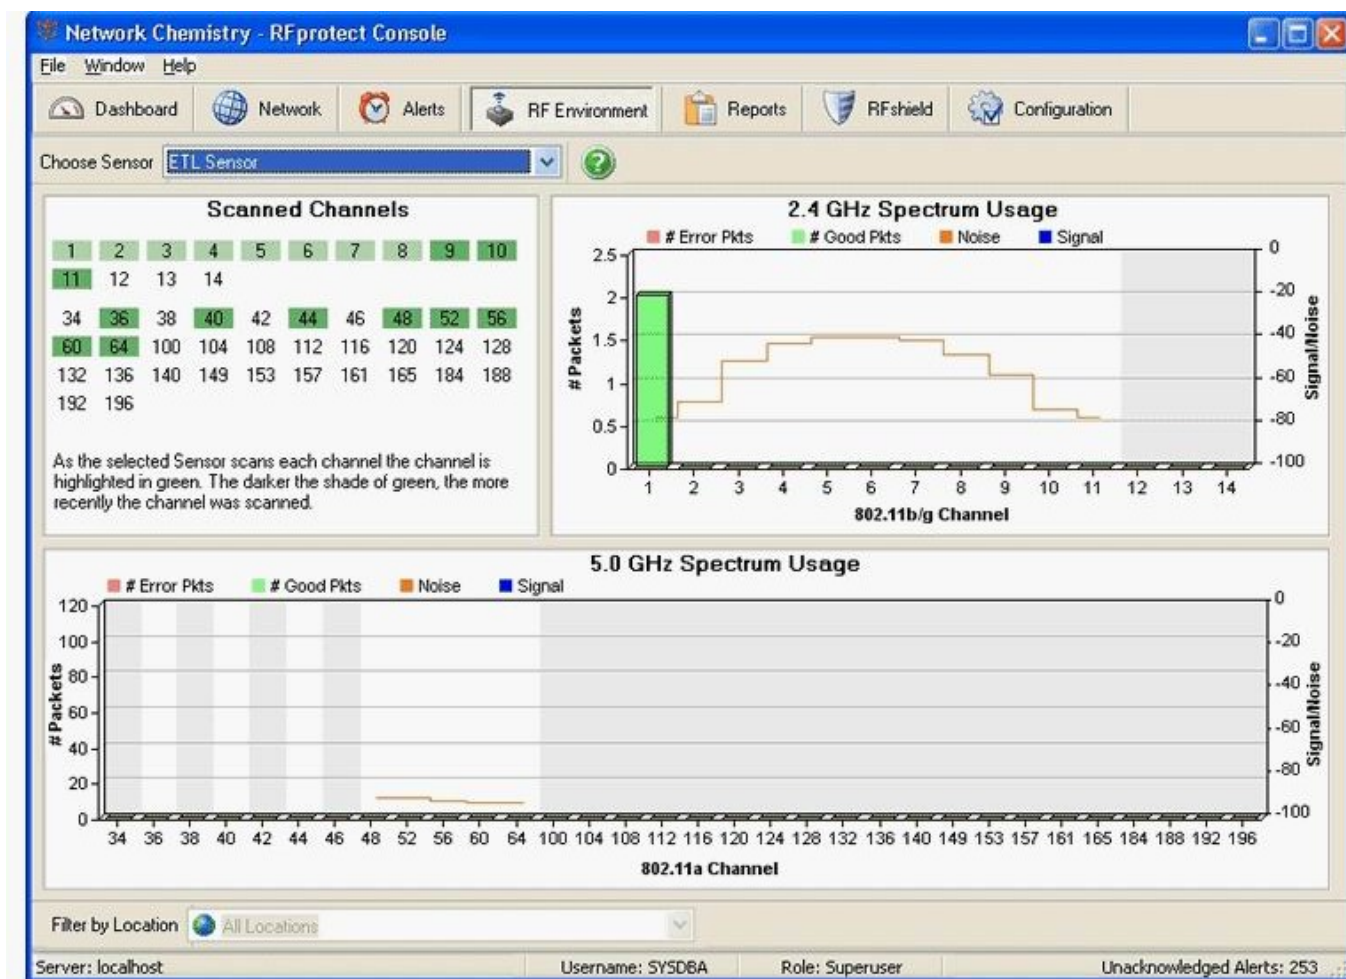 Network Chemistry - RFprotect Console
File Window Help
Dashboard Network Alerts RF Environment Reports RFshield Configuration
Choose Sensor ETL Sensor ?
Scanned Channels
1 2 3 4 5 6 7 8 9 10
11 12 13 14
34 36 38 40 42 44 46 48 52 56
60 64 100 104 108 112 116 120 124 128
132 136 140 149 153 157 161 165 184 188
192 196
As the selected Sensor scans each channel the channel is
highlighted in green. The darker the shade of green, the more
recently the channel was scanned.
2.4 GHz Spectrum Usage
# Error Pkts # Good Pkts Noise Signal
2.5
2
1.5
1
0.5
0
# Packets
0
-20
-40
-60
-80
-100
Signal/Noise
1 2 3 4 5 6 7 8 9 10 11 12 13 14
802.11b/g Channel
5.0 GHz Spectrum Usage
# Error Pkts # Good Pkts Noise Signal
120
100
80
60
40
20
0
# Packets
0
-20
-40
-60
-80
-100
Signal/Noise
34 36 38 40 42 44 46 48 52 56 60 64 100 104 108 112 116 120 124 128 132 136 140 149 153 157 161 165 184 188 192 196
802.11a Channel
Filter by Location All Locations
Server: localhost Username: SYSDBA Role: Superuser Unacknowledged Alerts: 253